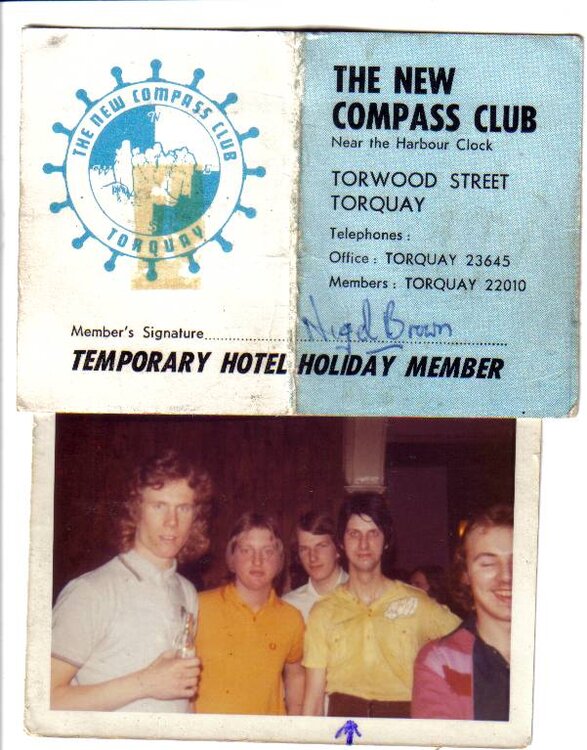 THE NEW COMPASS CLUB
N
S
TORQUAY
Member's Signature
TEMPORARY HOTEL HOLIDAY MEMBER
THE NEW
COMPASS CLUB
Near the Harbour Clock
TORWOOD STREET
TORQUAY
Telephones :
Office : TORQUAY 23645
Members : TORQUAY 22010
Nigel Brown